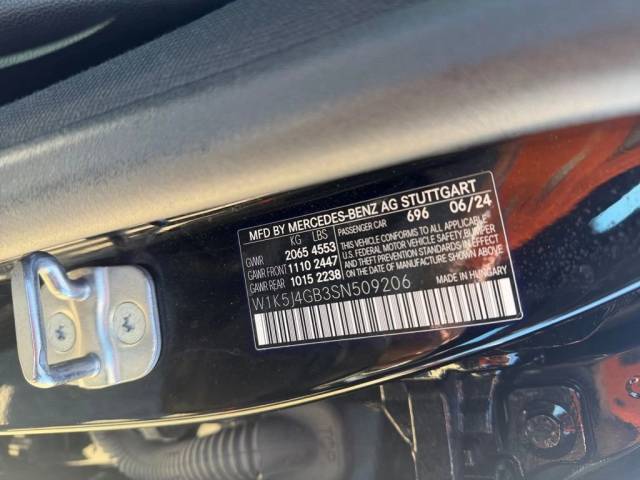 MFD BY MERCEDES-BENZ AG STUTTGART
KG LBS PASSENGER CAR 696 06/24
GVWR 2065 4553 THIS VEHICLE CONFORMS TO ALL APPLICABLE
GAWR FRONT 1110 2447 U.S. FEDERAL MOTOR VEHICLE SAFETY, BUMPER
GAWR REAR 1015 2238 AND THEFT PREVENTION STANDARDS IN EFFECT
ON THE DATE OF MANUFACTURE SHOWN ABOVE.
W1K5J4GB3SN509206 MADE IN HUNGARY